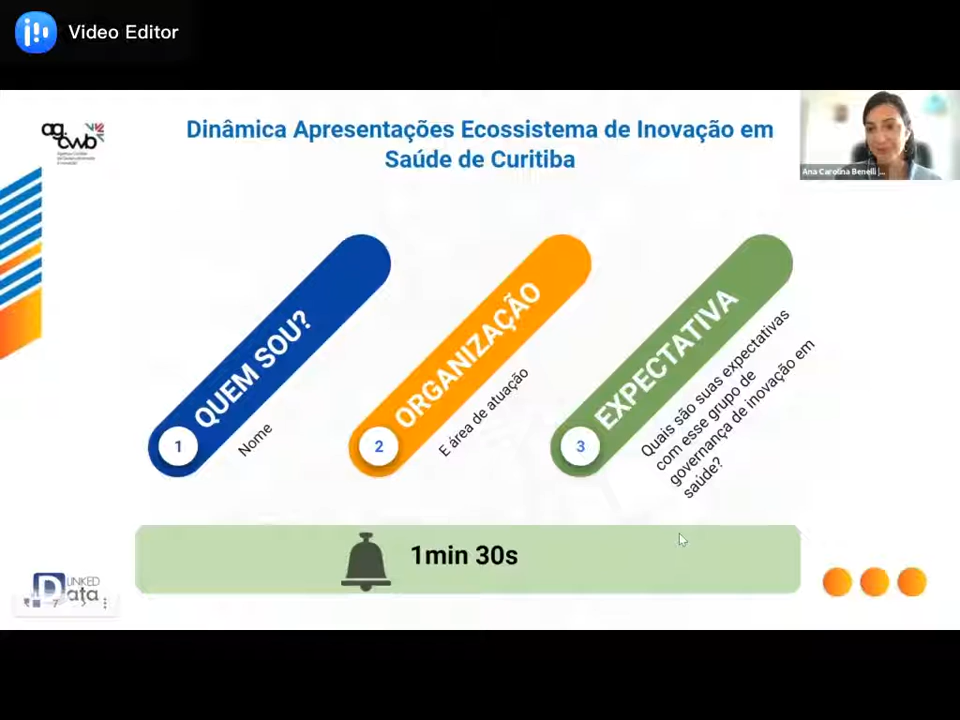 Video Editor
Dinâmica Apresentações Ecossistema de Inovação em
Saúde de Curitiba
Ana Carolina Benelli
1 QUEM SOU?
Nome
2 ORGANIZAÇÃO
E área de atuação
3 EXPECTATIVA
Quais são suas expectativas
com esse grupo de
governança de inovação em
saúde?
1min 30s
LINKED
Data
7